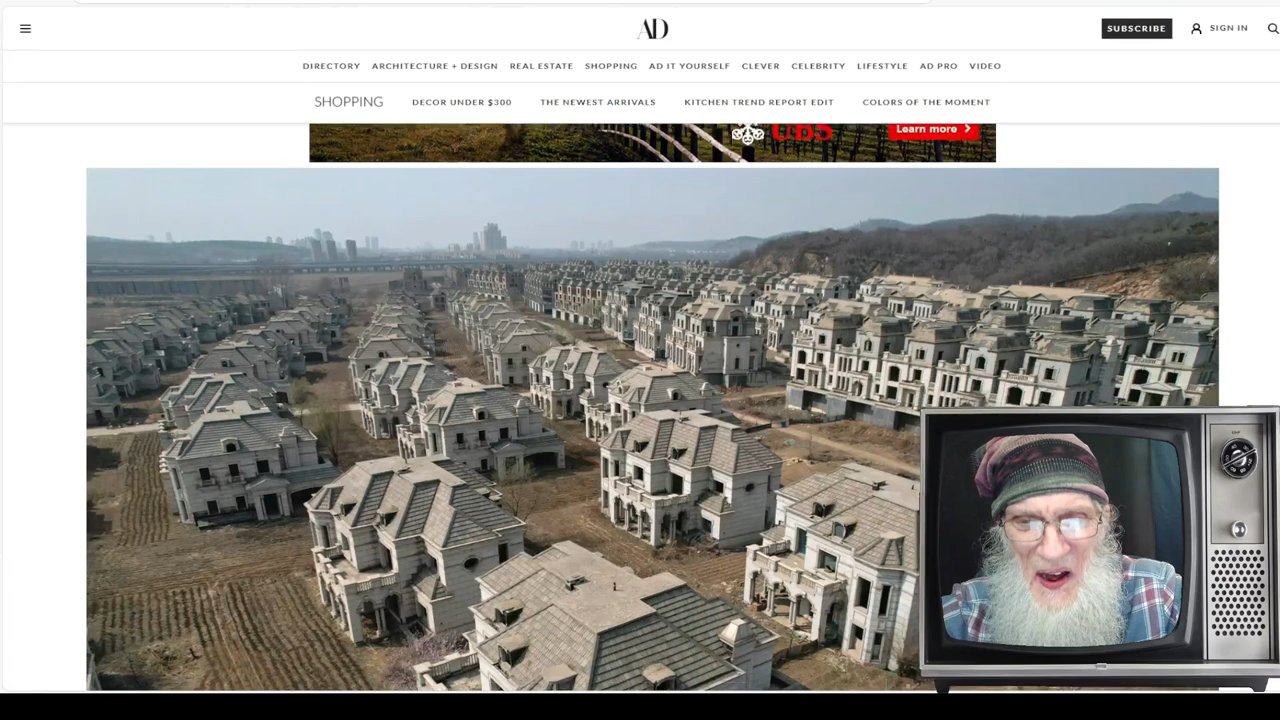 AD
SUBSCRIBE
SIGN IN
DIRECTORY ARCHITECTURE + DESIGN REAL ESTATE SHOPPING AD IT YOURSELF CLEVER CELEBRITY LIFESTYLE AD PRO VIDEO
SHOPPING DECOR UNDER $300 THE NEWEST ARRIVALS KITCHEN TREND REPORT EDIT COLORS OF THE MOMENT
UBS
Learn more